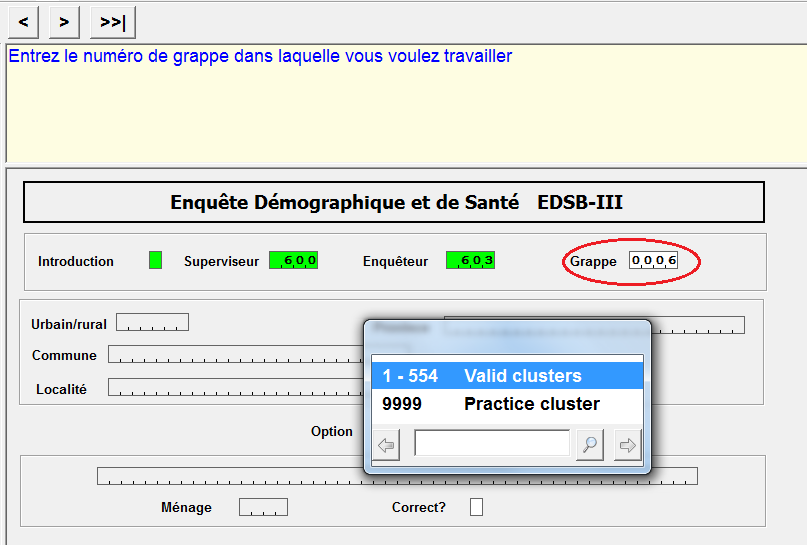 < > >>|
Entrez le numéro de grappe dans laquelle vous voulez travailler
Enquête Démographique et de Santé EDSB-III
Introduction Superviseur 600 Enquêteur 603 Grappe 0006
Urbain/rural
Commune
Localité
1 - 554 Valid clusters
9999 Practice cluster
Option
Ménage Correct?